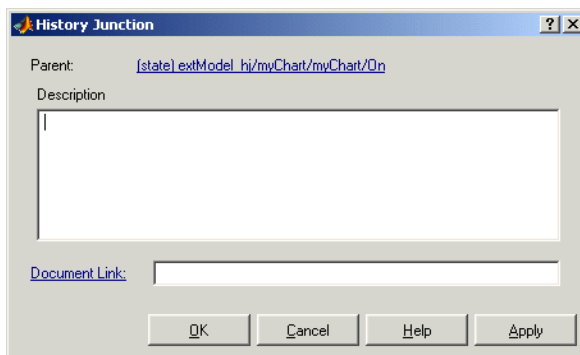 History Junction
Parent: (state) extModel_hj/myChart/myChart/On
Description
Document Link:
OK Cancel Help Apply